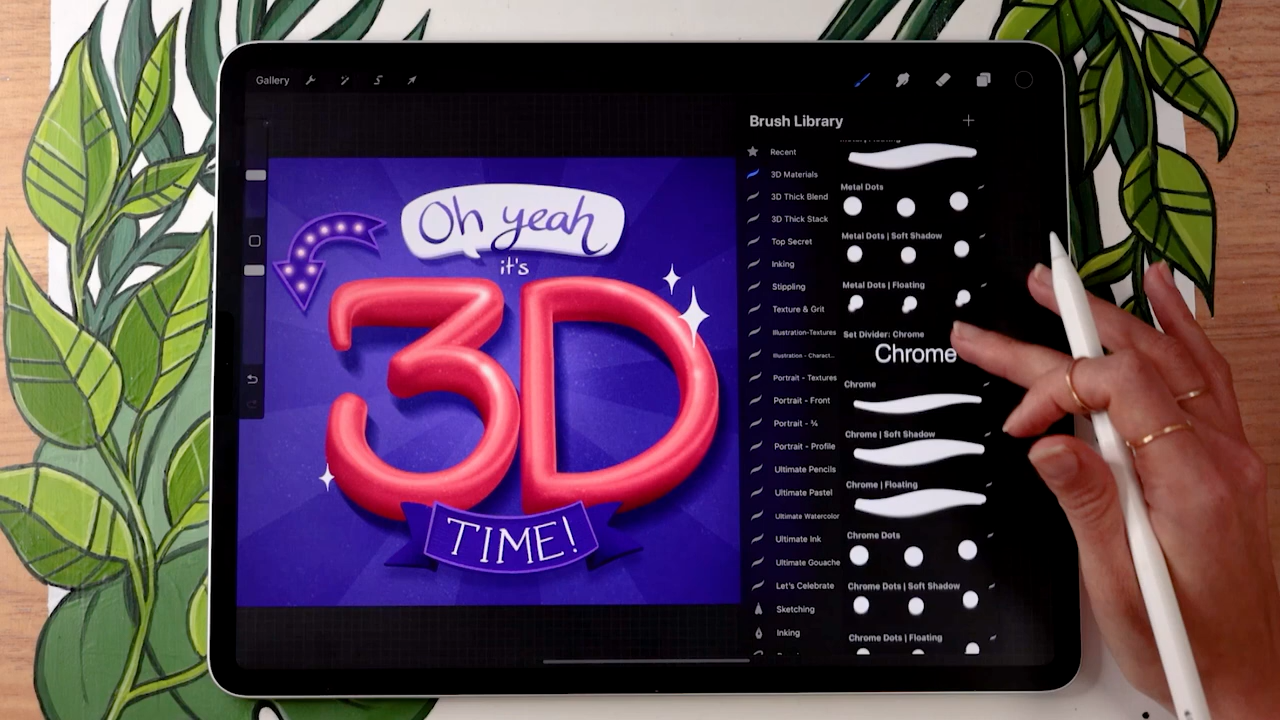 Gallery
Brush Library
Recent
3D Materials
3D Thick Blend
3D Thick Stack
Top Secret
Inking
Stippling
Texture & Grit
Illustration-Textures
Illustration - Charact...
Portrait - Textures
Portrait - Front
Portrait - ¾
Portrait - Profile
Ultimate Pencils
Ultimate Pastel
Ultimate Watercolor
Ultimate Ink
Ultimate Gouache
Let's Celebrate
Sketching
Inking
Metal Dots
Metal Dots | Soft Shadow
Metal Dots | Floating
Set Divider: Chrome
Chrome
Chrome
Chrome | Soft Shadow
Chrome | Floating
Chrome Dots
Chrome Dots | Soft Shadow
Chrome Dots | Floating
Oh yeah
it's
3D
TIME!